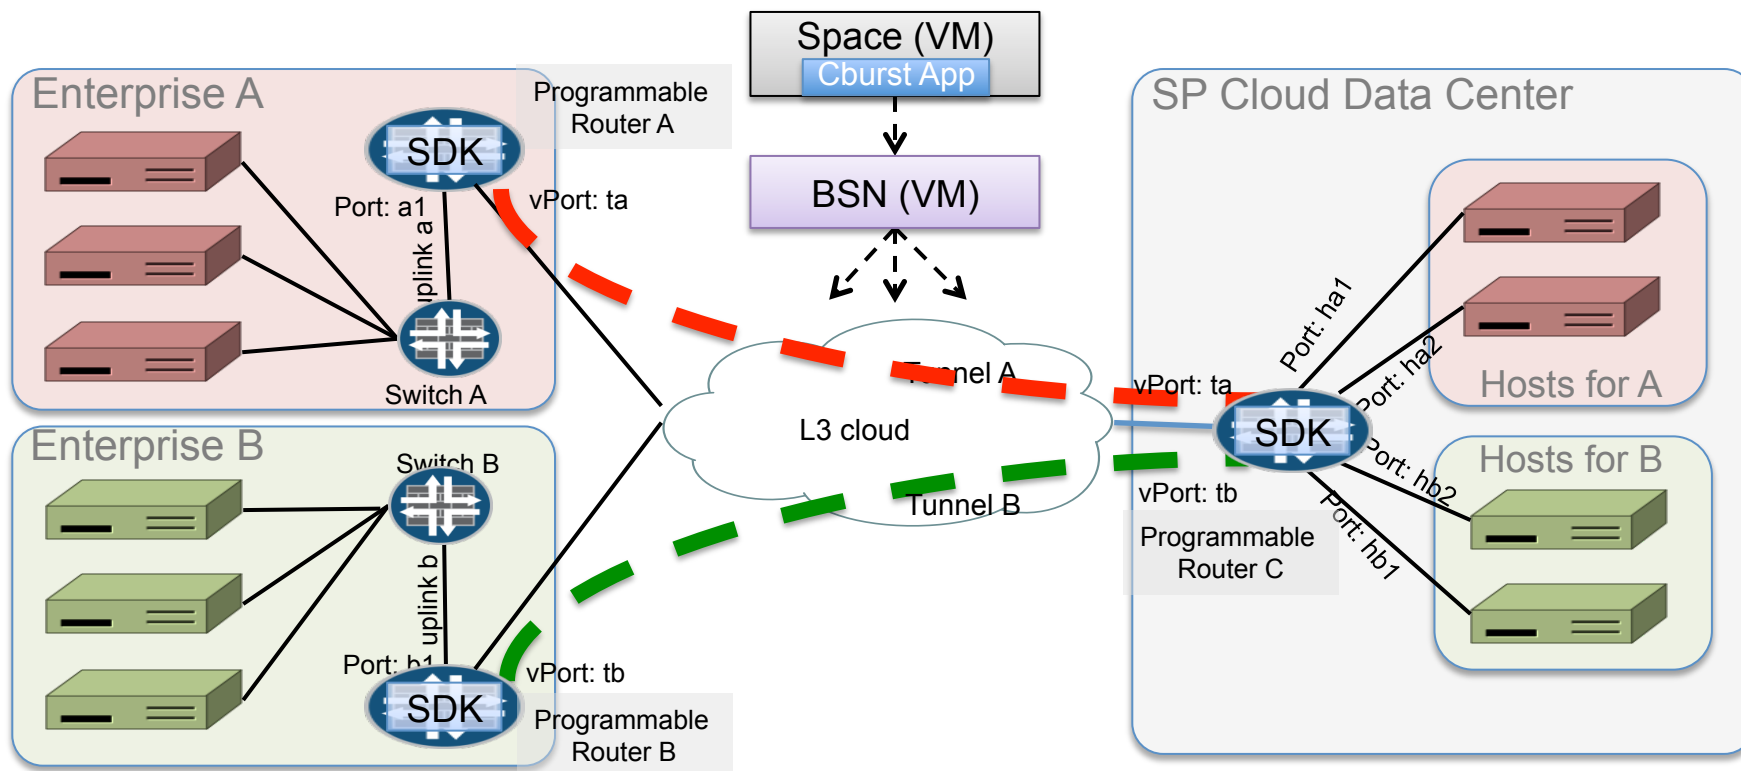 Space (VM)
Cburst App
BSN (VM)
Enterprise A
Programmable
Router A
SDK
vPort: ta
Port: a1
uplink a
Switch A
Enterprise B
Switch B
uplink b
Port: b1
SDK
vPort: tb
Programmable
Router B
Tunnel A
L3 cloud
Tunnel B
SP Cloud Data Center
vPort: ta
SDK
vPort: tb
Programmable
Router C
Port: ha1
Port: ha2
Port: hb2
Port: hb1
Hosts for A
Hosts for B